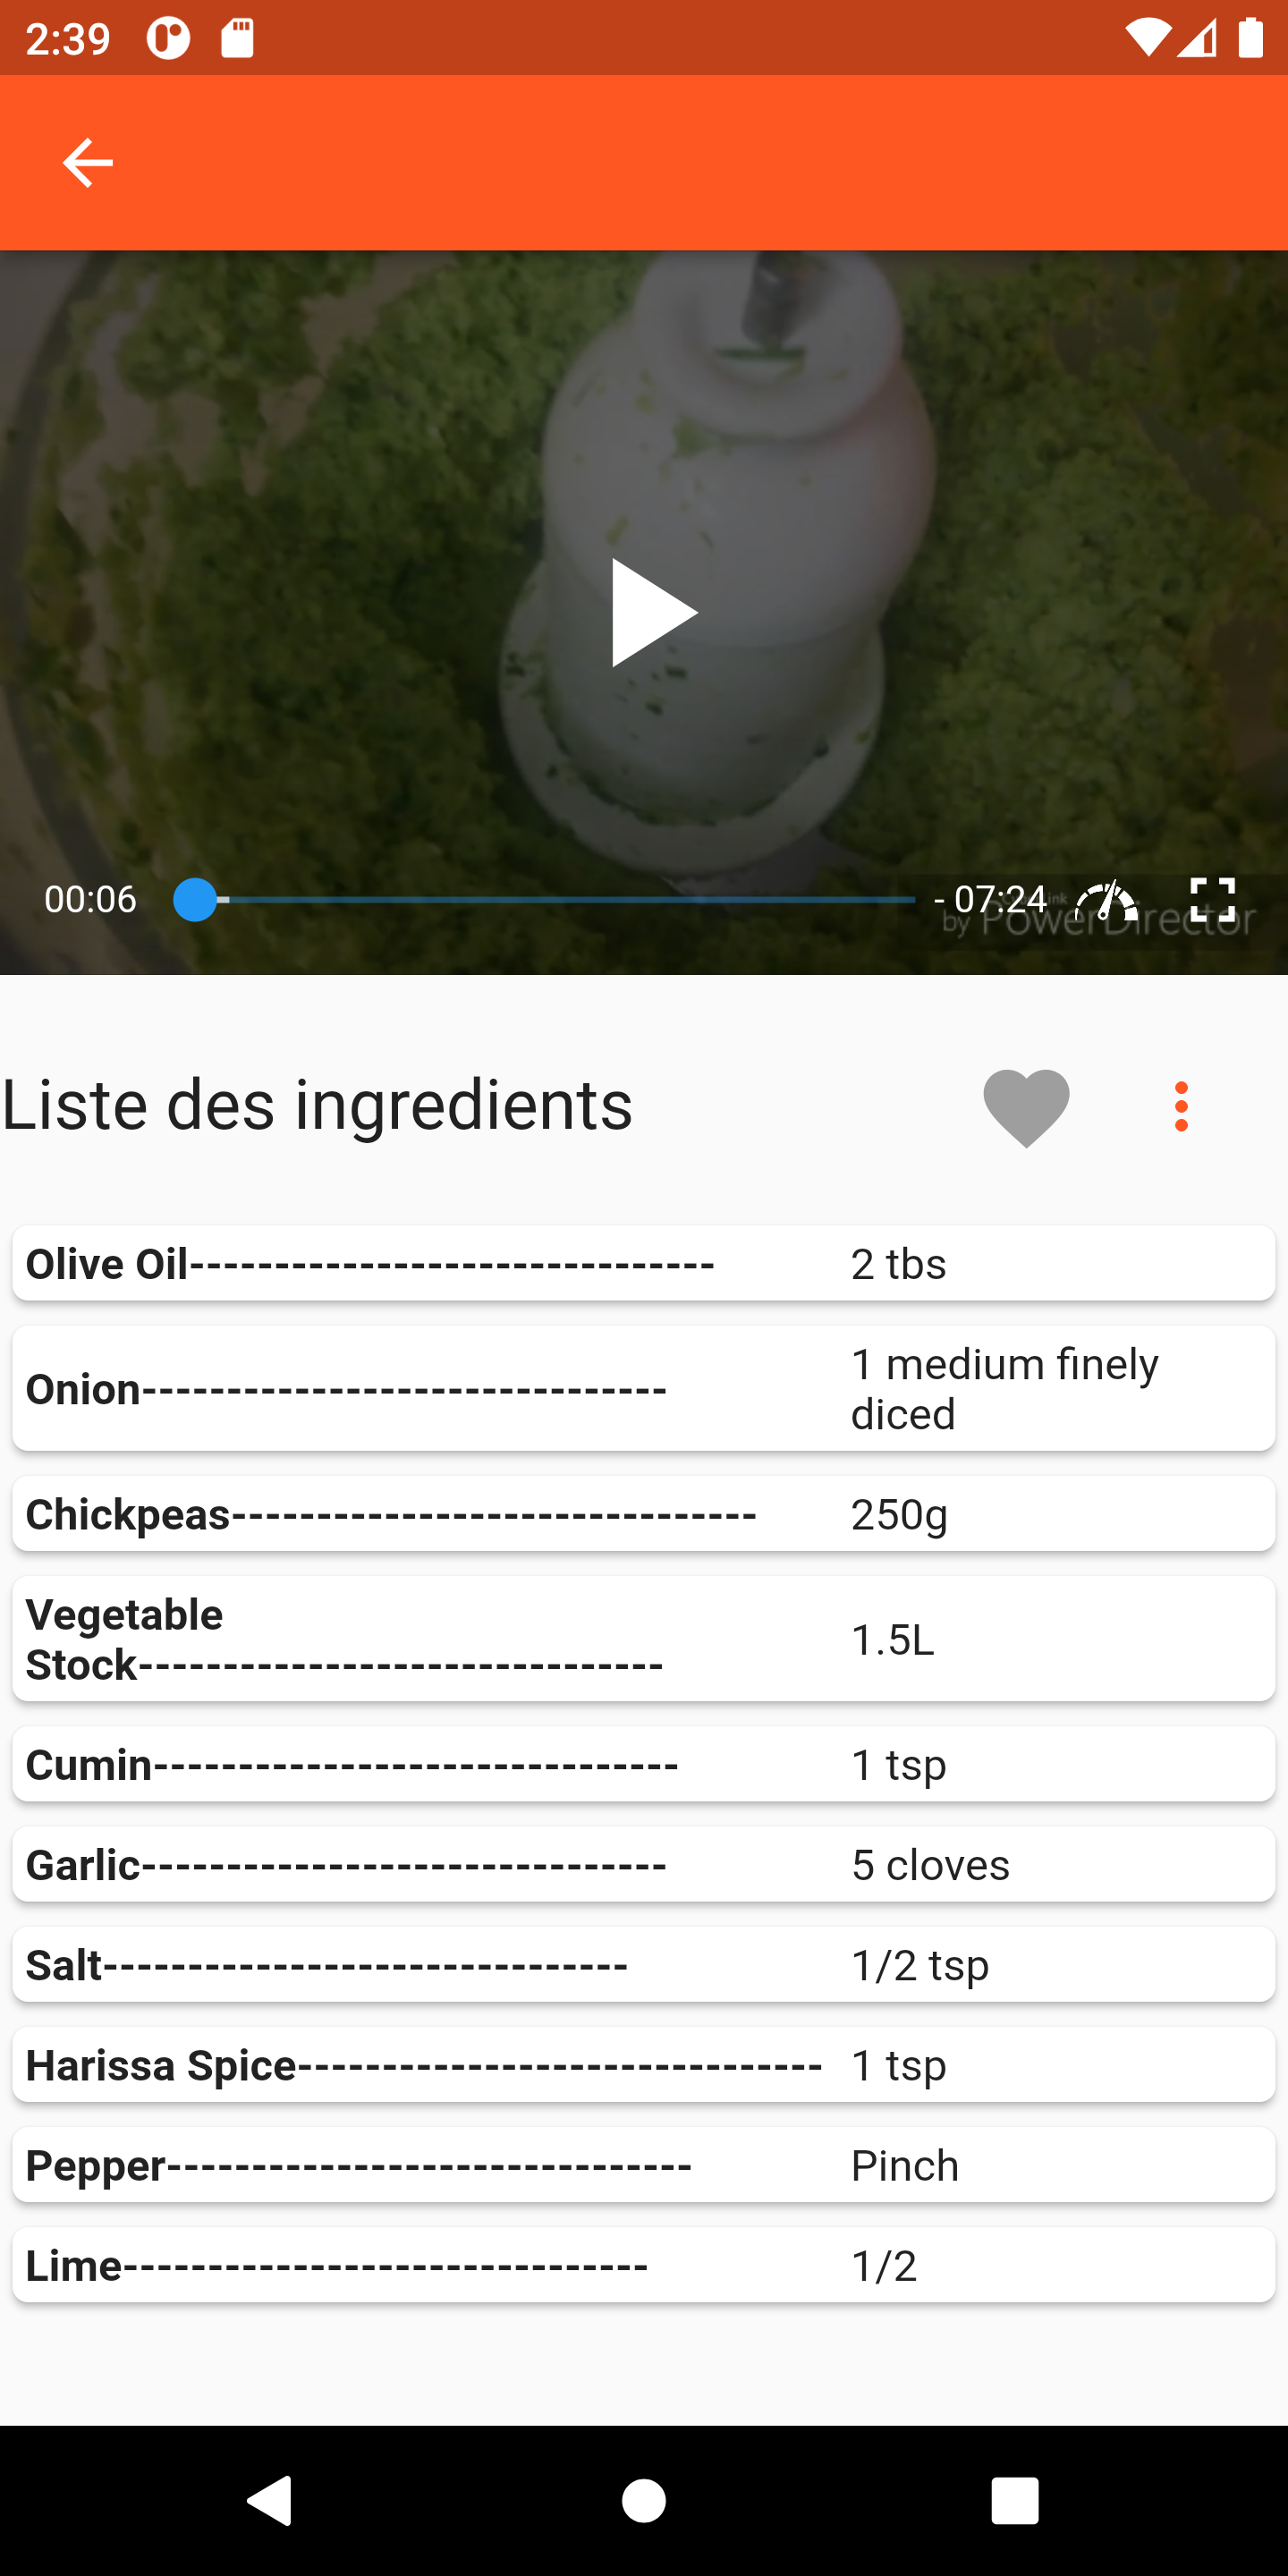 2:39
00:06
- 07:24
by PowerDirector
Liste des ingredients
Olive Oil------------------------------- 2 tbs
Onion------------------------------- 1 medium finely
diced
Chickpeas------------------------------- 250g
Vegetable
Stock------------------------------- 1.5L
Cumin------------------------------- 1 tsp
Garlic------------------------------- 5 cloves
Salt------------------------------- 1/2 tsp
Harissa Spice------------------------------- 1 tsp
Pepper------------------------------- Pinch
Lime------------------------------- 1/2